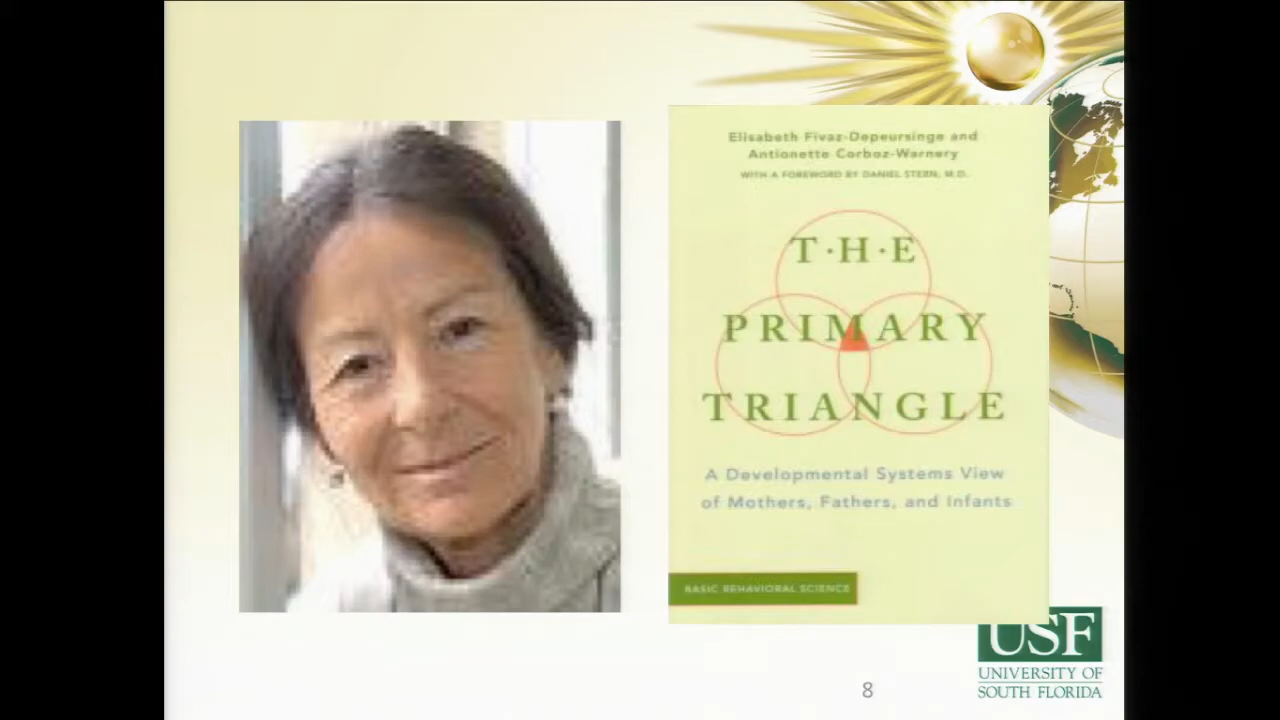 Elisabeth Fivaz-Depeursinge and
Antionette Corboz-Warnery
WITH A FOREWORD BY DANIEL STERN, M.D.
T·H·E
PRIMARY
TRIANGLE
A Developmental Systems View
of Mothers, Fathers, and Infants
BASIC BEHAVIORAL SCIENCE
USF
UNIVERSITY OF
SOUTH FLORIDA
8